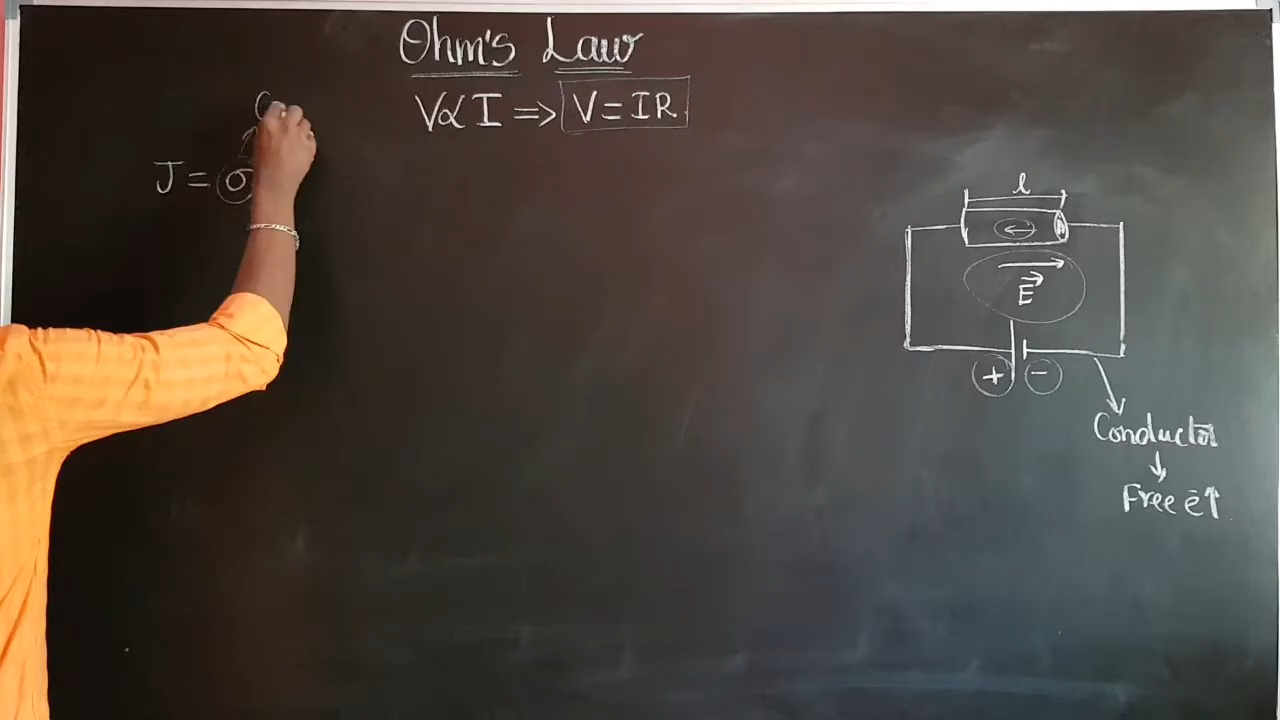 Ohm's Law
V∝I ⇒ V=IR
C
J=σ
l
A
←
→
E⃗
+ −
Conductor
↓
Free ē↑